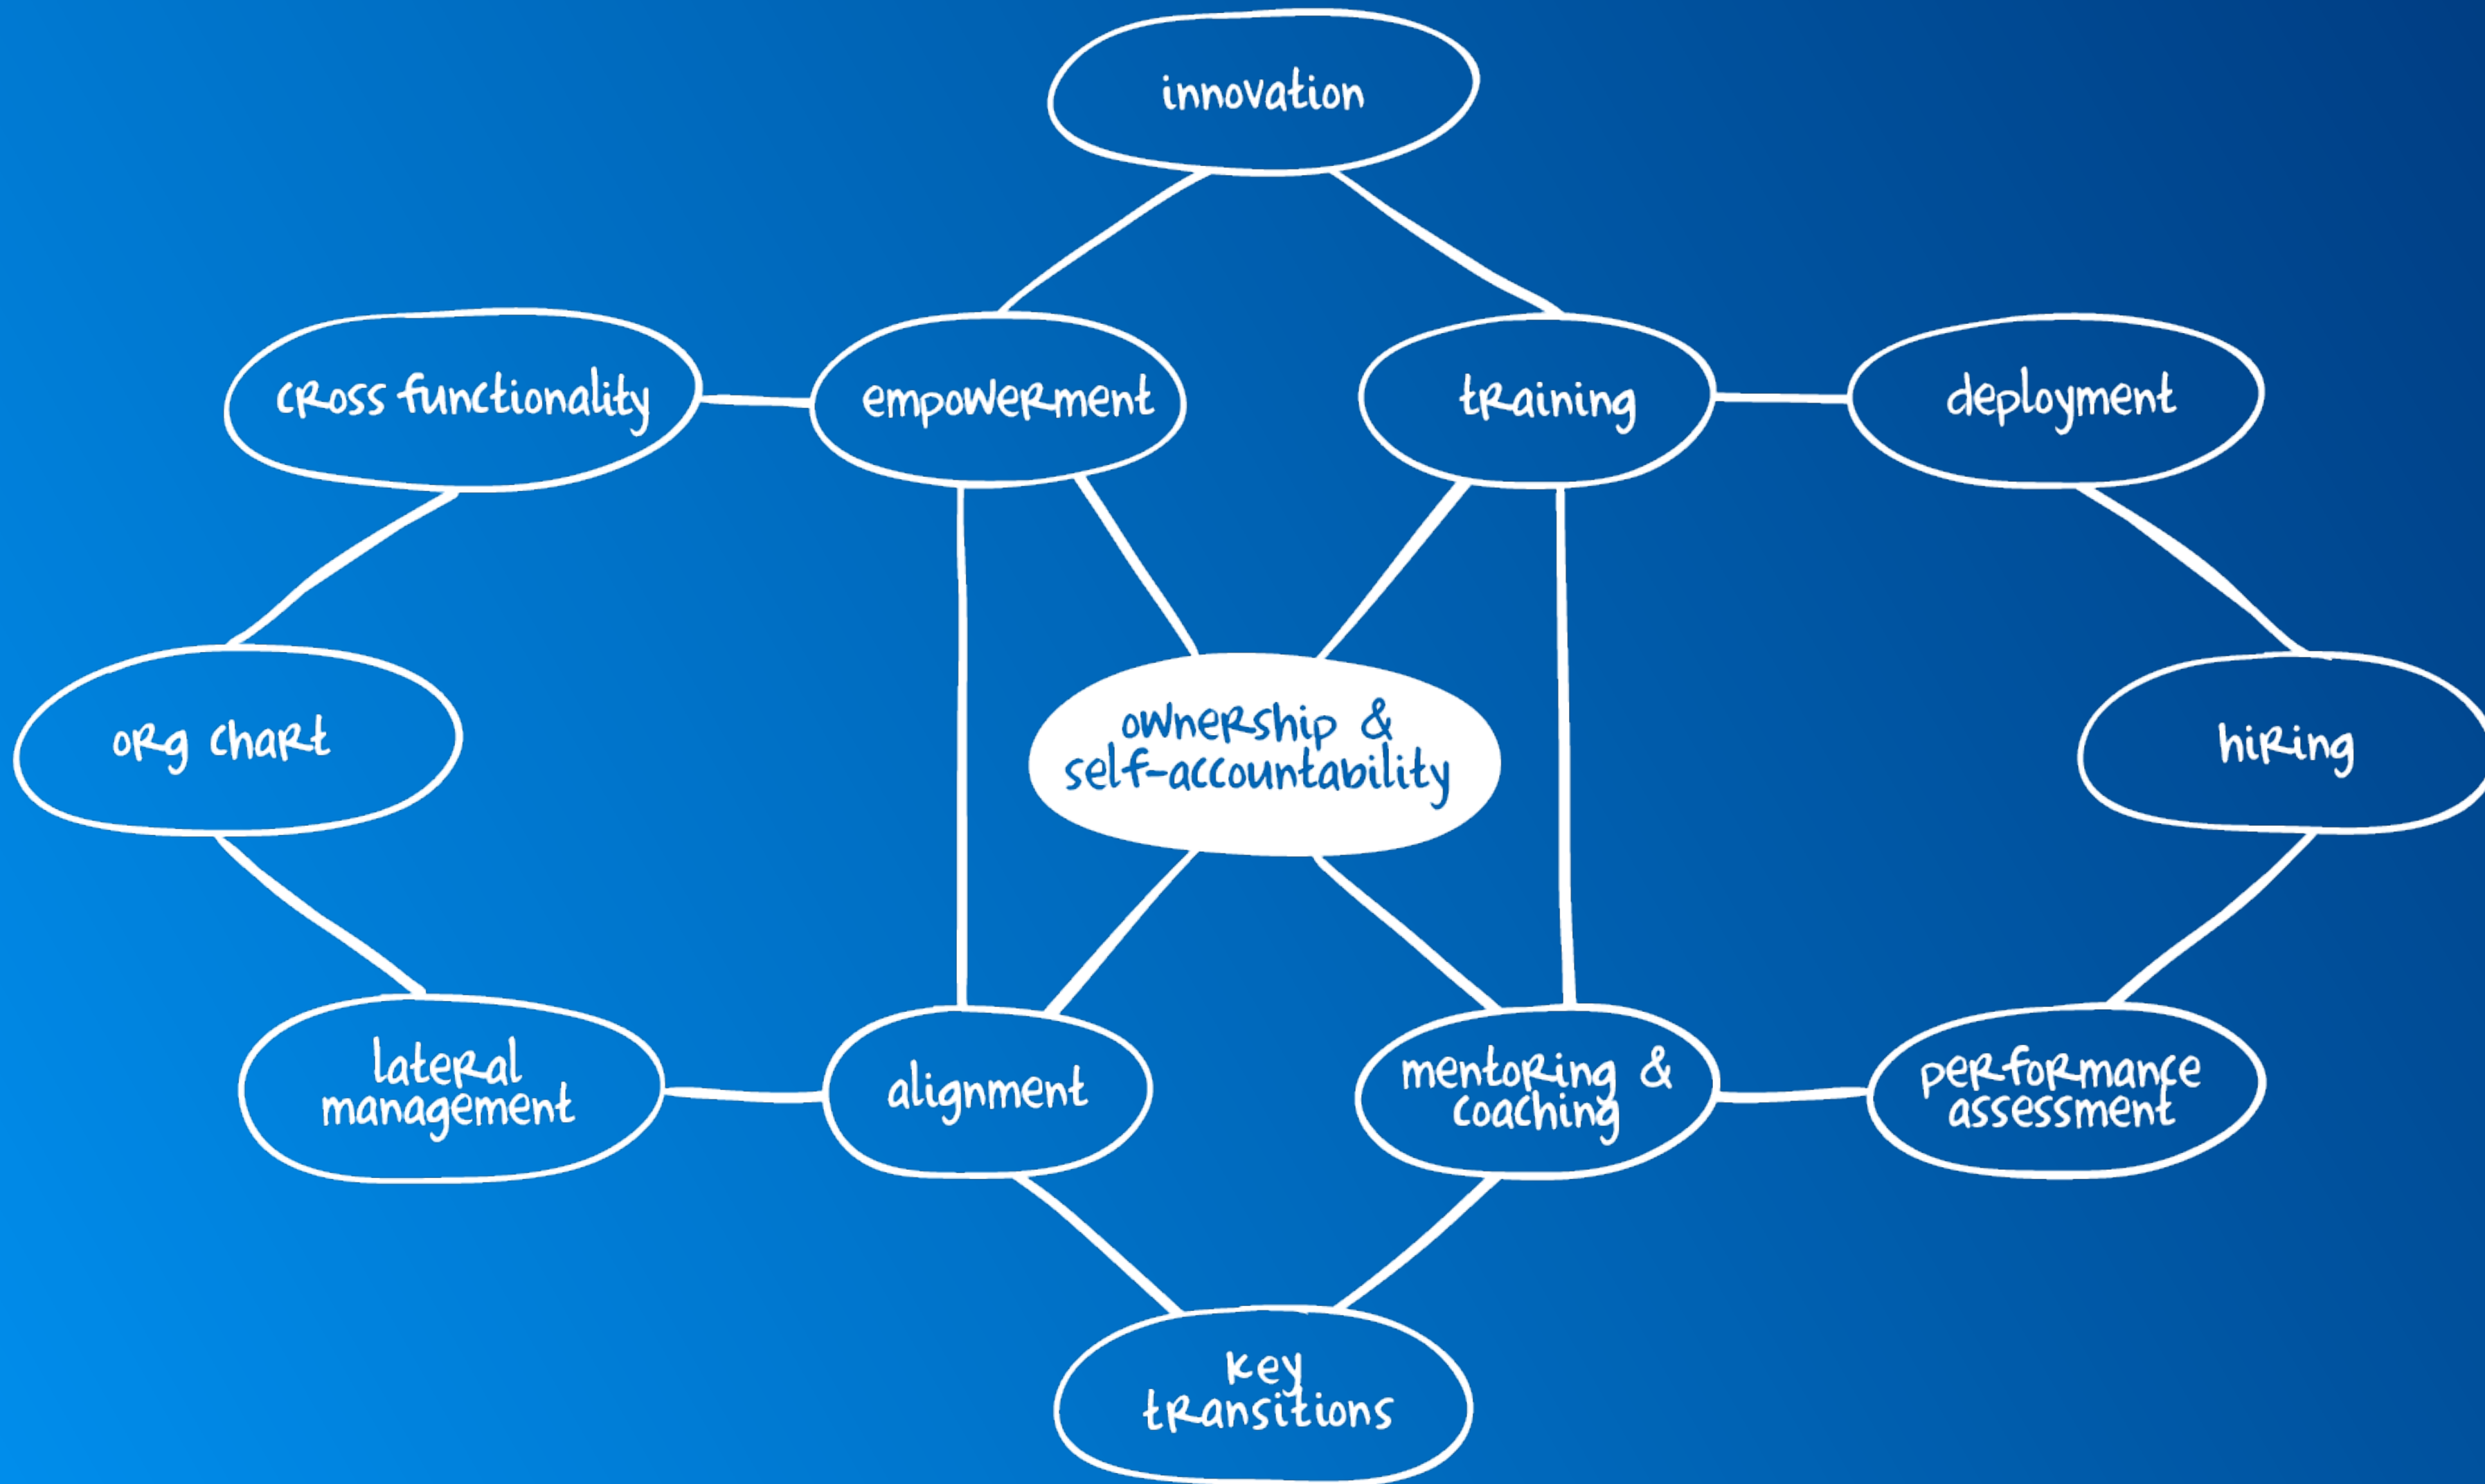 innovation
cross functionality
empowerment
training
deployment
org chart
ownership &
self-accountability
hiring
lateral
management
alignment
mentoring &
coaching
performance
assessment
key
transitions